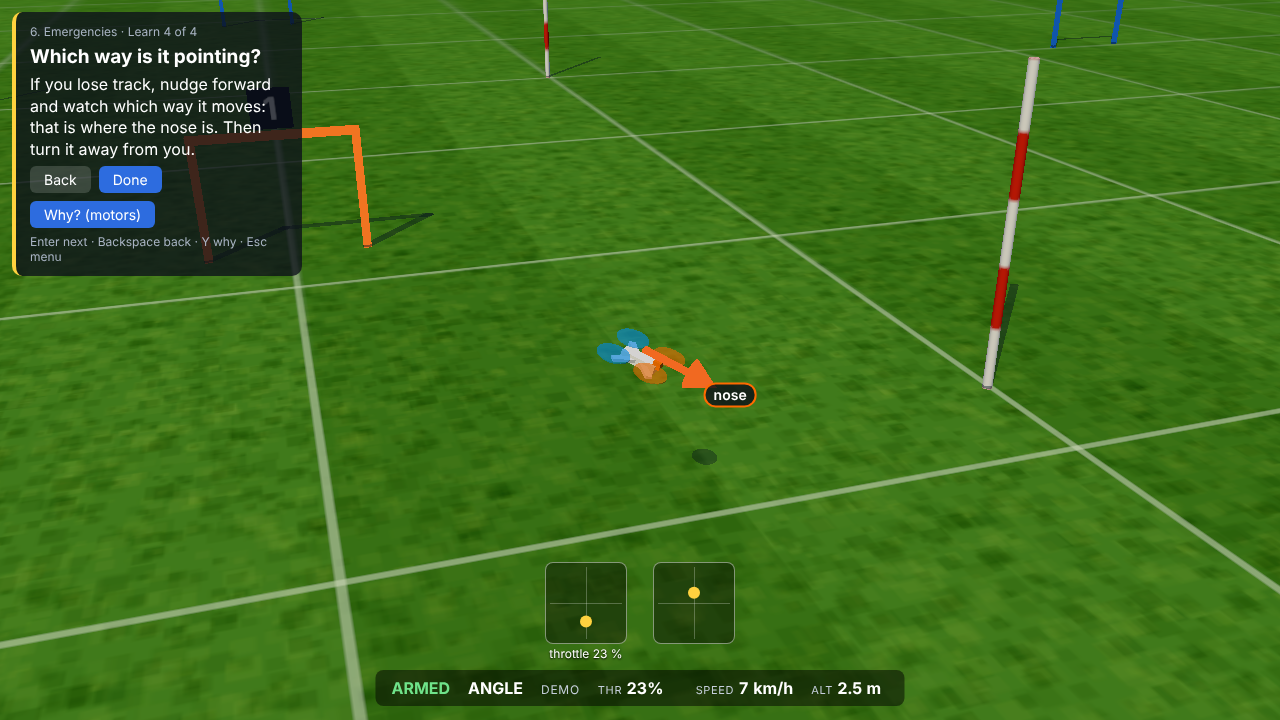 6. Emergencies · Learn 4 of 4
Which way is it pointing?
If you lose track, nudge forward
and watch which way it moves:
that is where the nose is. Then
turn it away from you.
Back Done
Why? (motors)
Enter next · Backspace back · Y why · Esc
menu
1
nose
throttle 23 %
ARMED ANGLE DEMO THR 23% SPEED 7 km/h ALT 2.5 m